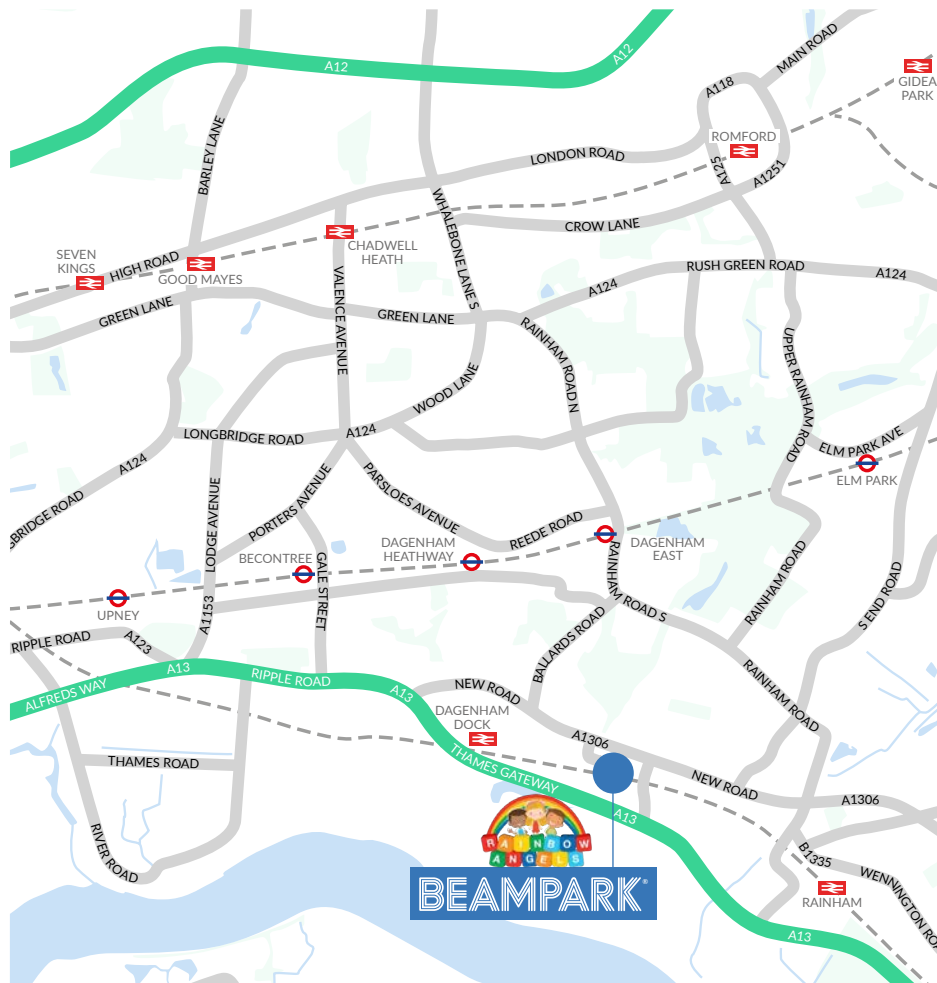 A12
A12
MAIN ROAD
GIDEA
PARK
A118
ROMFORD
BARLEY LANE
LONDON ROAD
A125
A1251
WHALEBONE LANE S
CROW LANE
SEVEN
KINGS
HIGH ROAD
GOOD MAYES
CHADWELL
HEATH
RUSH GREEN ROAD
A124
A124
GREEN LANE
VALENCE AVENUE
GREEN LANE
RAINHAM ROAD N
UPPER RAINHAM ROAD
WOOD LANE
LONGBRIDGE ROAD
A124
A124
ELM PARK AVE
ELM PARK
GBRIDGE ROAD
LODGE AVENUE
PORTERS AVENUE
PARSLOES AVENUE
REEDE ROAD
DAGENHAM
HEATHWAY
DAGENHAM
EAST
BECONTREE
GALE STREET
RAINHAM ROAD S
RAINHAM ROAD
S END ROAD
UPNEY
A1153
RIPPLE ROAD
A123
BALLARDS ROAD
RAINHAM ROAD
ALFREDS WAY
A13
RIPPLE ROAD
A13
NEW ROAD
DAGENHAM
DOCK
A1306
THAMES ROAD
THAMES GATEWAY
NEW ROAD
A1306
A13
RIVER ROAD
RAINBOW
ANGELS
BEAMPARK
B1335
WENNINGTON RO
RAINHAM
A13